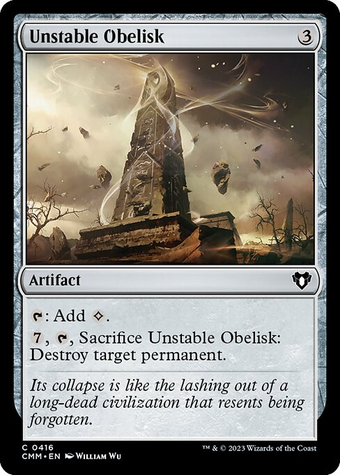 Unstable Obelisk 3
Artifact
: Add .
7, , Sacrifice Unstable Obelisk:
Destroy target permanent.
Its collapse is like the lashing out of a
long-dead civilization that resents being
forgotten.
C 0416
CMM • EN William Wu
™ & © 2023 Wizards of the Coast